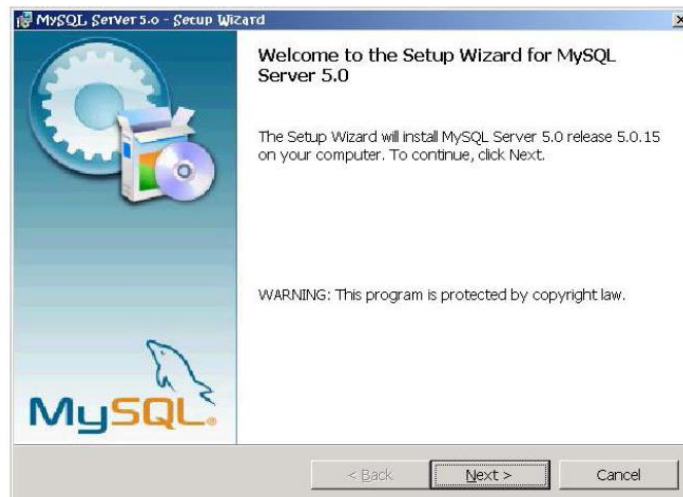 MySQL Server 5.0 - Setup Wizard
Welcome to the Setup Wizard for MySQL
Server 5.0
The Setup Wizard will install MySQL Server 5.0 release 5.0.15
on your computer. To continue, click Next.
WARNING: This program is protected by copyright law.
MySQL®
< Back
Next >
Cancel